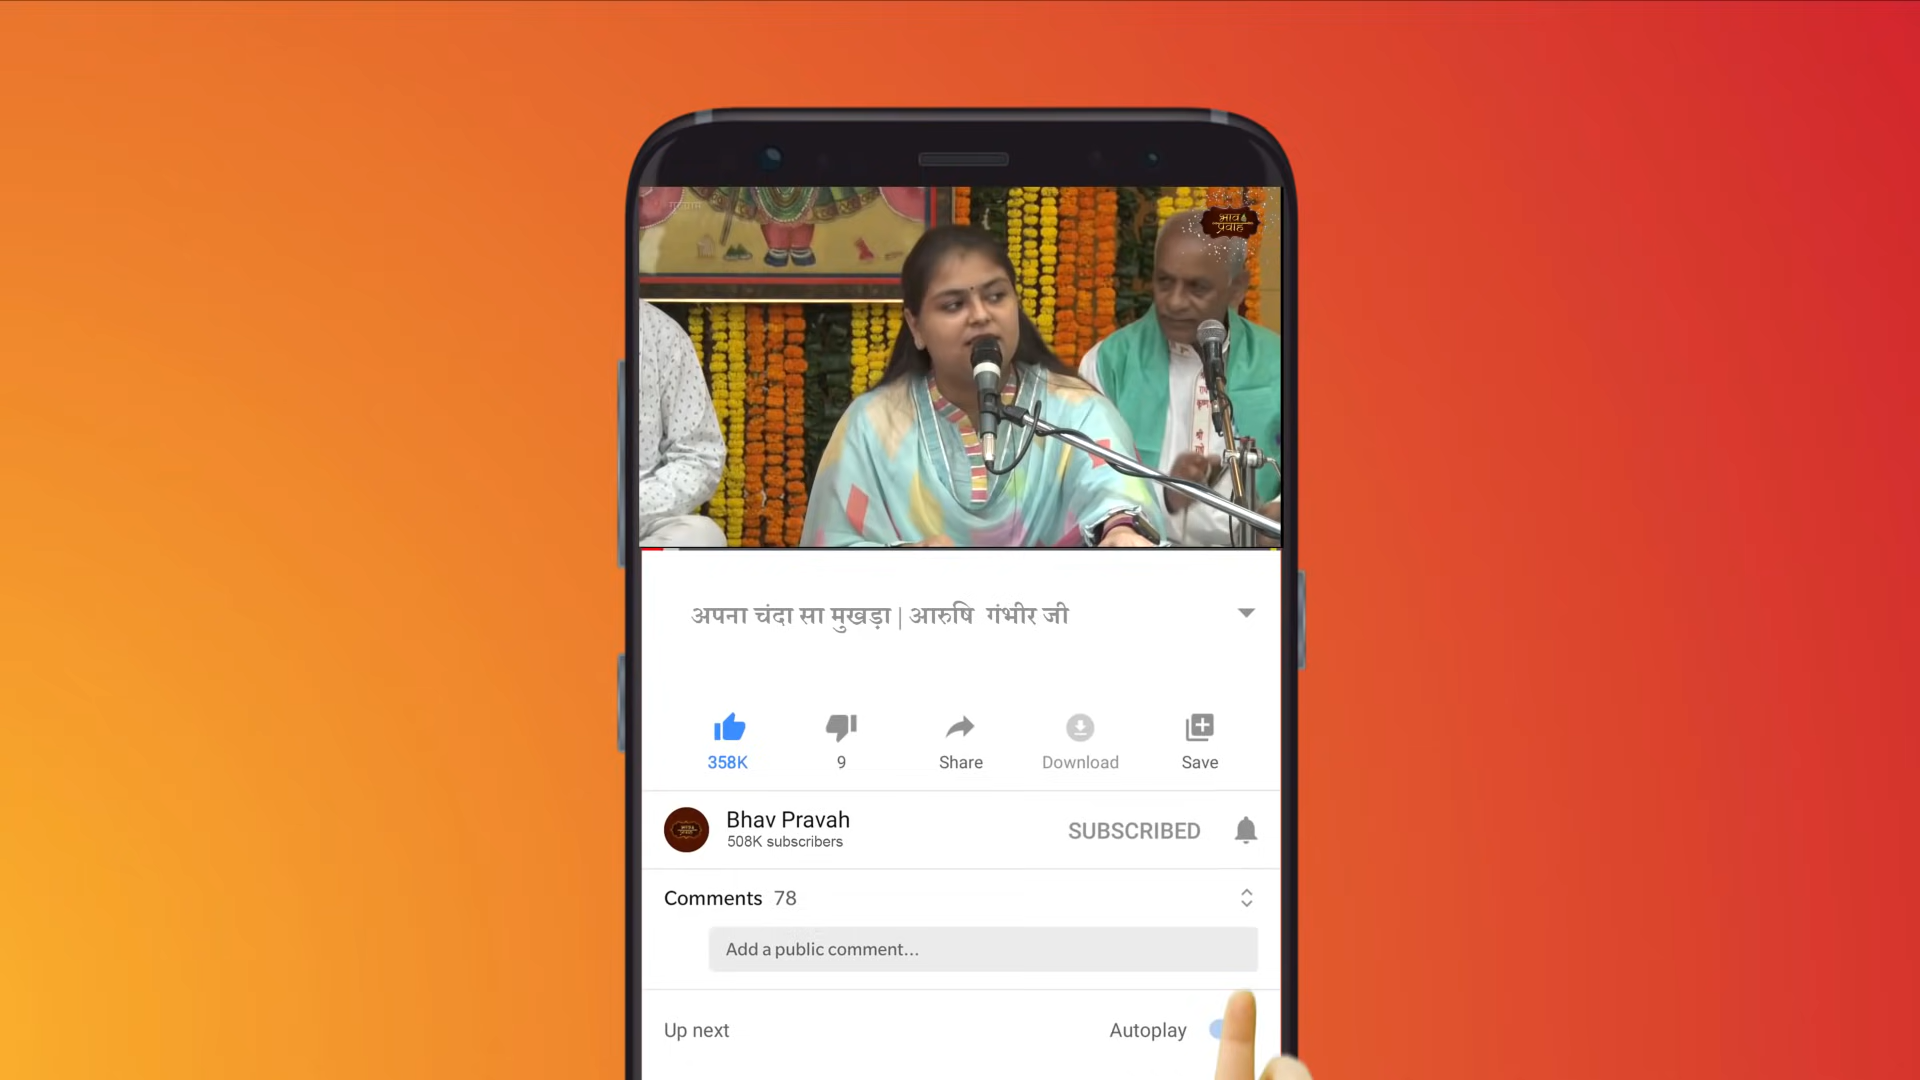 भाव
प्रवाह
अपना चंदा सा मुखड़ा | आरुषि गंभीर जी
358K
9
Share
Download
Save
Bhav Pravah
508K subscribers
SUBSCRIBED
Comments 78
Add a public comment...
Up next
Autoplay